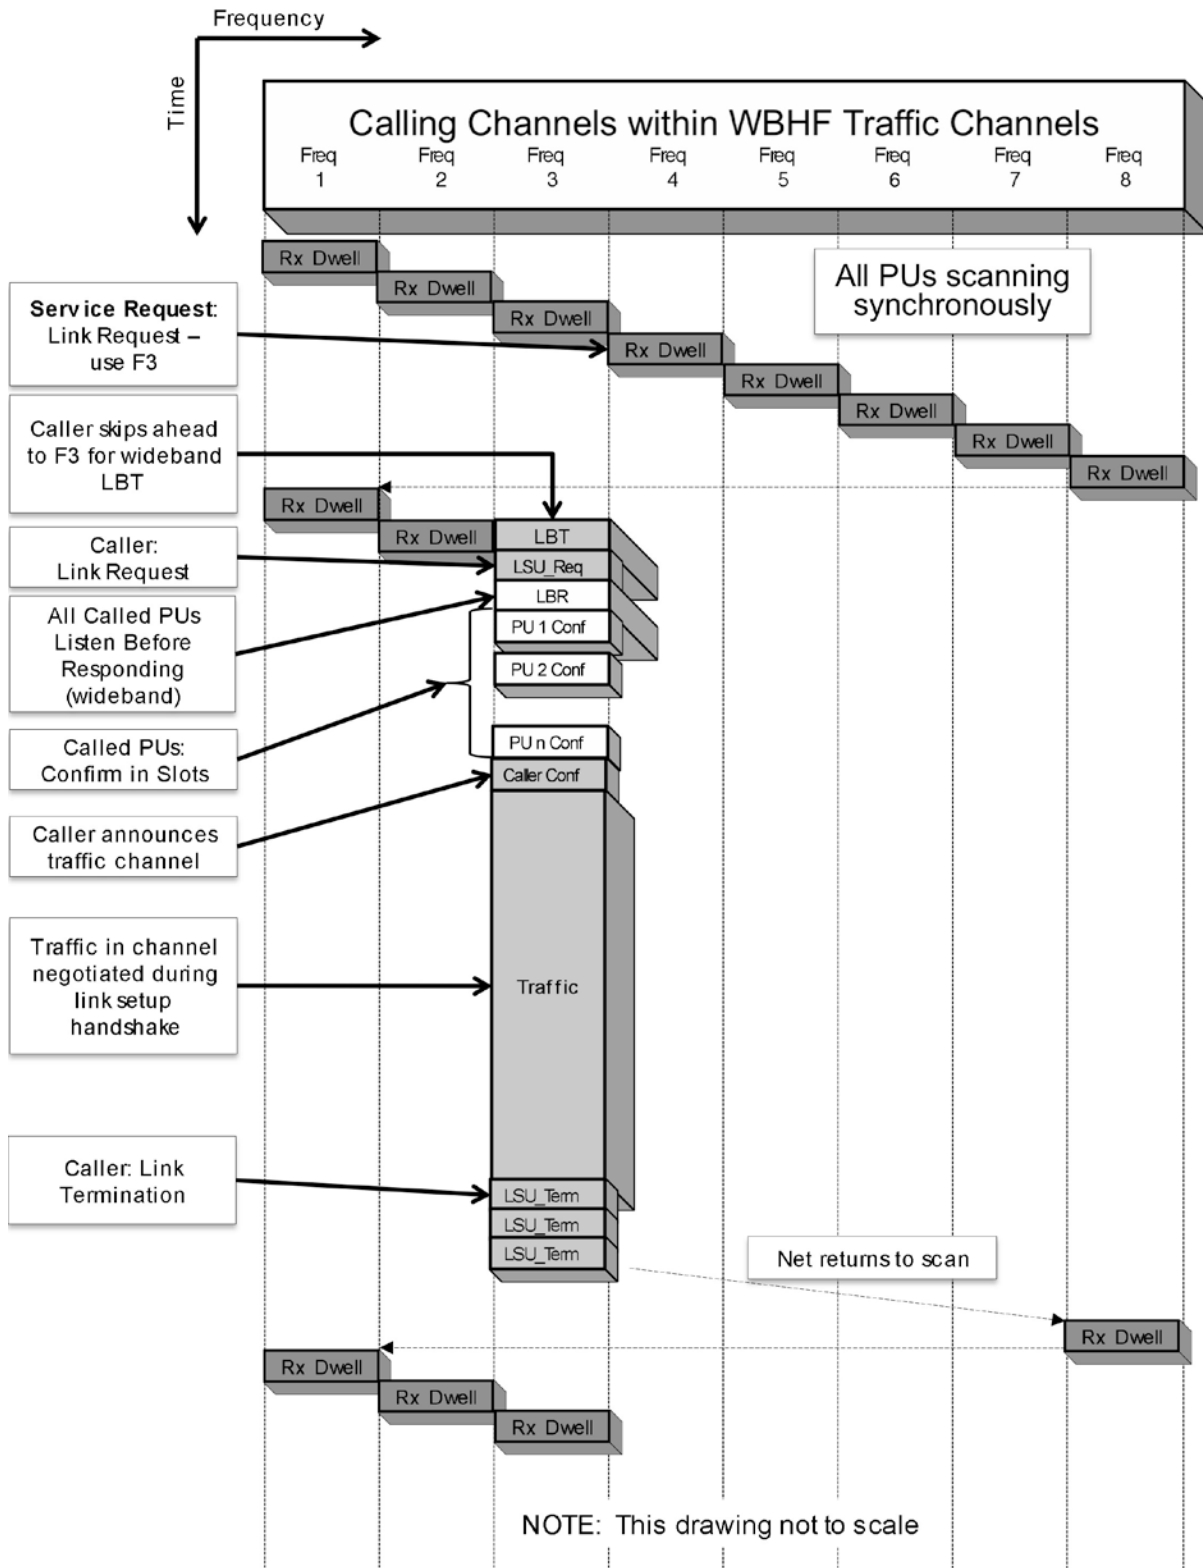 Frequency
Time
Calling Channels within WBHF Traffic Channels
Freq Freq Freq Freq Freq Freq Freq Freq
1 2 3 4 5 6 7 8
Rx Dwell
Rx Dwell
Rx Dwell
Rx Dwell
Rx Dwell
Rx Dwell
Rx Dwell
Rx Dwell
All PUs scanning
synchronously
Service Request:
Link Request –
use F3
Caller skips ahead
to F3 for wideband
LBT
Rx Dwell
Rx Dwell
LBT
Caller:
Link Request
LSU_Req
All Called PUs
Listen Before
Responding
(wideband)
LBR
PU 1 Conf
PU 2 Conf
PU n Conf
Called PUs:
Confirm in Slots
Caller Conf
Caller announces
traffic channel
Traffic in channel
negotiated during
link setup
handshake
Traffic
Caller: Link
Termination
LSU_Term
LSU_Term
LSU_Term
Net returns to scan
Rx Dwell
Rx Dwell
Rx Dwell
Rx Dwell
NOTE: This drawing not to scale